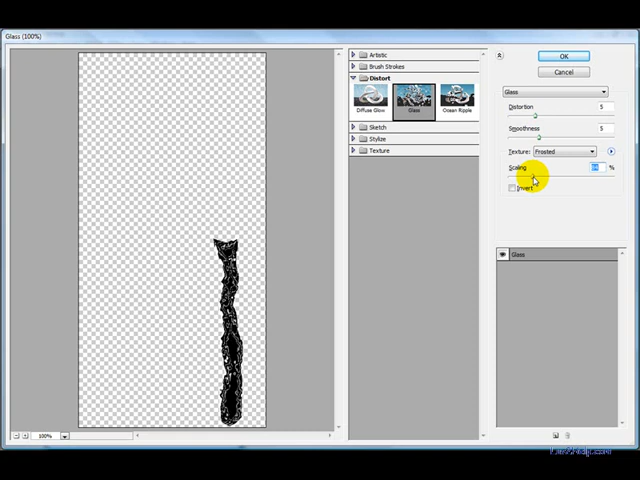 Glass (100%)
Artistic
Brush Strokes
Distort
Diffuse Glow
Glass
Ocean Ripple
Sketch
Stylize
Texture
OK
Cancel
Glass
Distortion 5
Smoothness 5
Texture: Frosted
Scaling %
Invert
Glass
100%